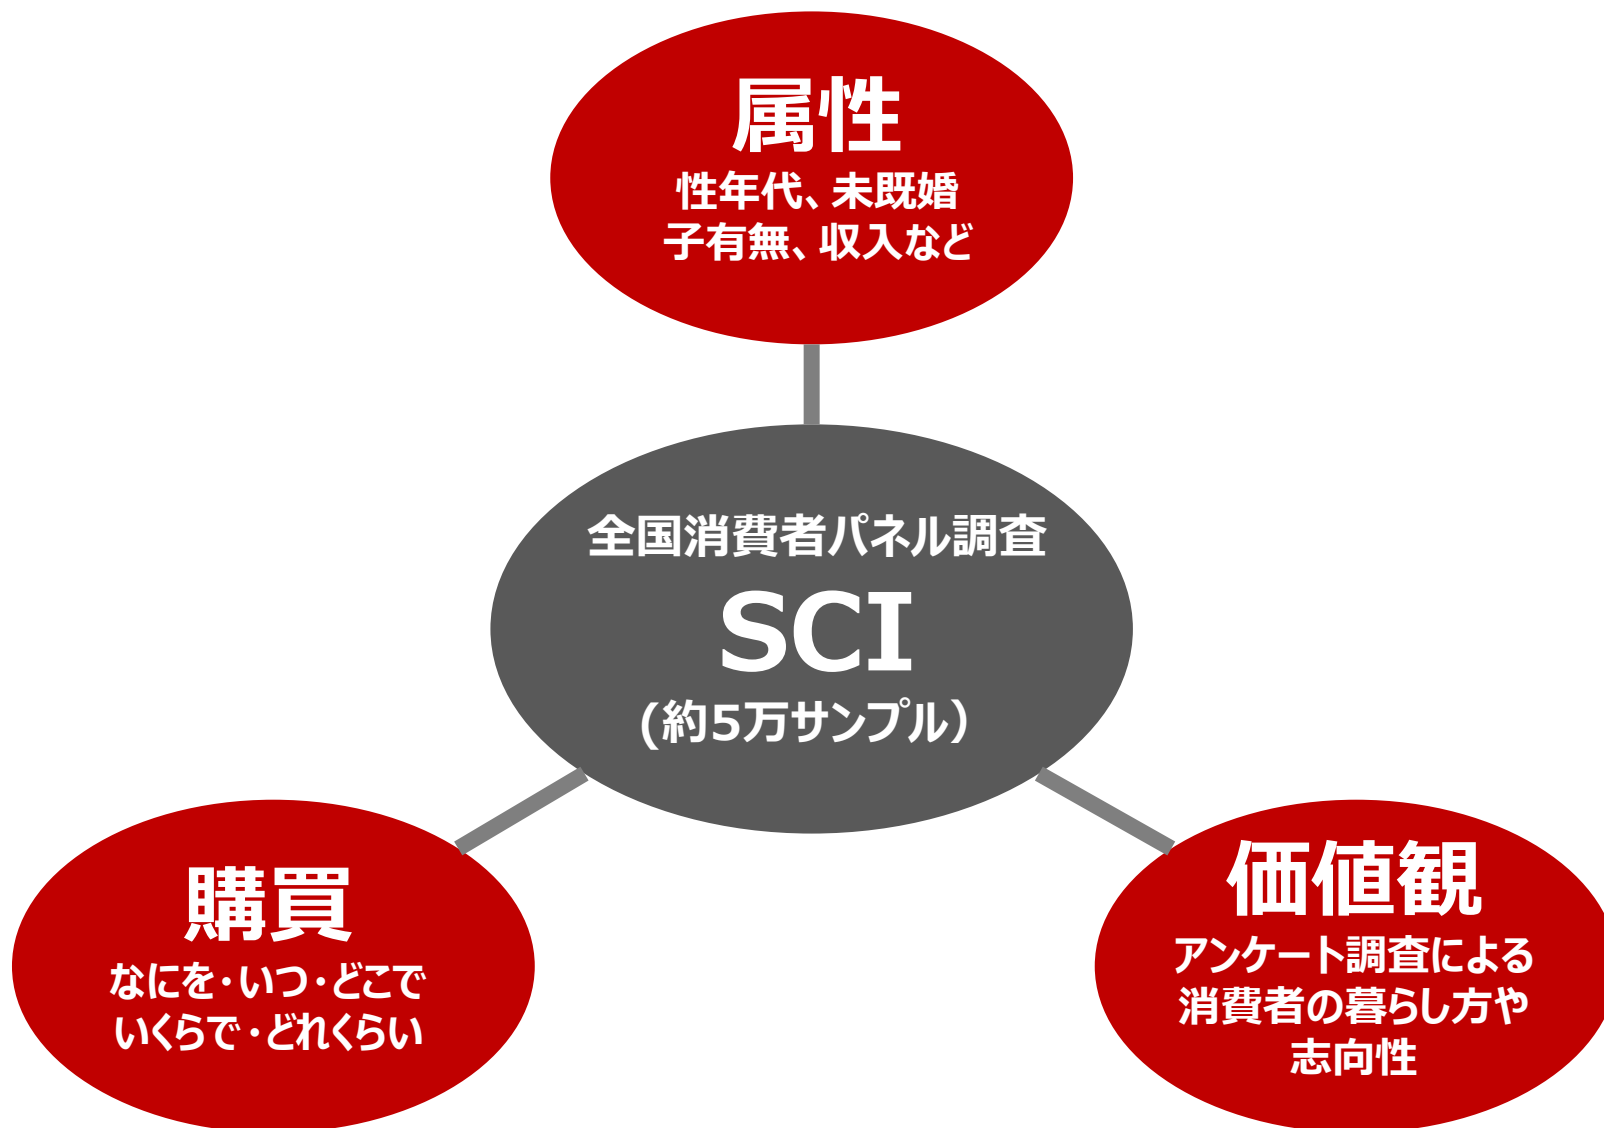 属性
性年代、未既婚
子有無、収入など
全国消費者パネル調査
SCI
(約5万サンプル）
購買
なにを・いつ・どこで
いくらで・どれくらい
価値観
アンケート調査による
消費者の暮らし方や
志向性